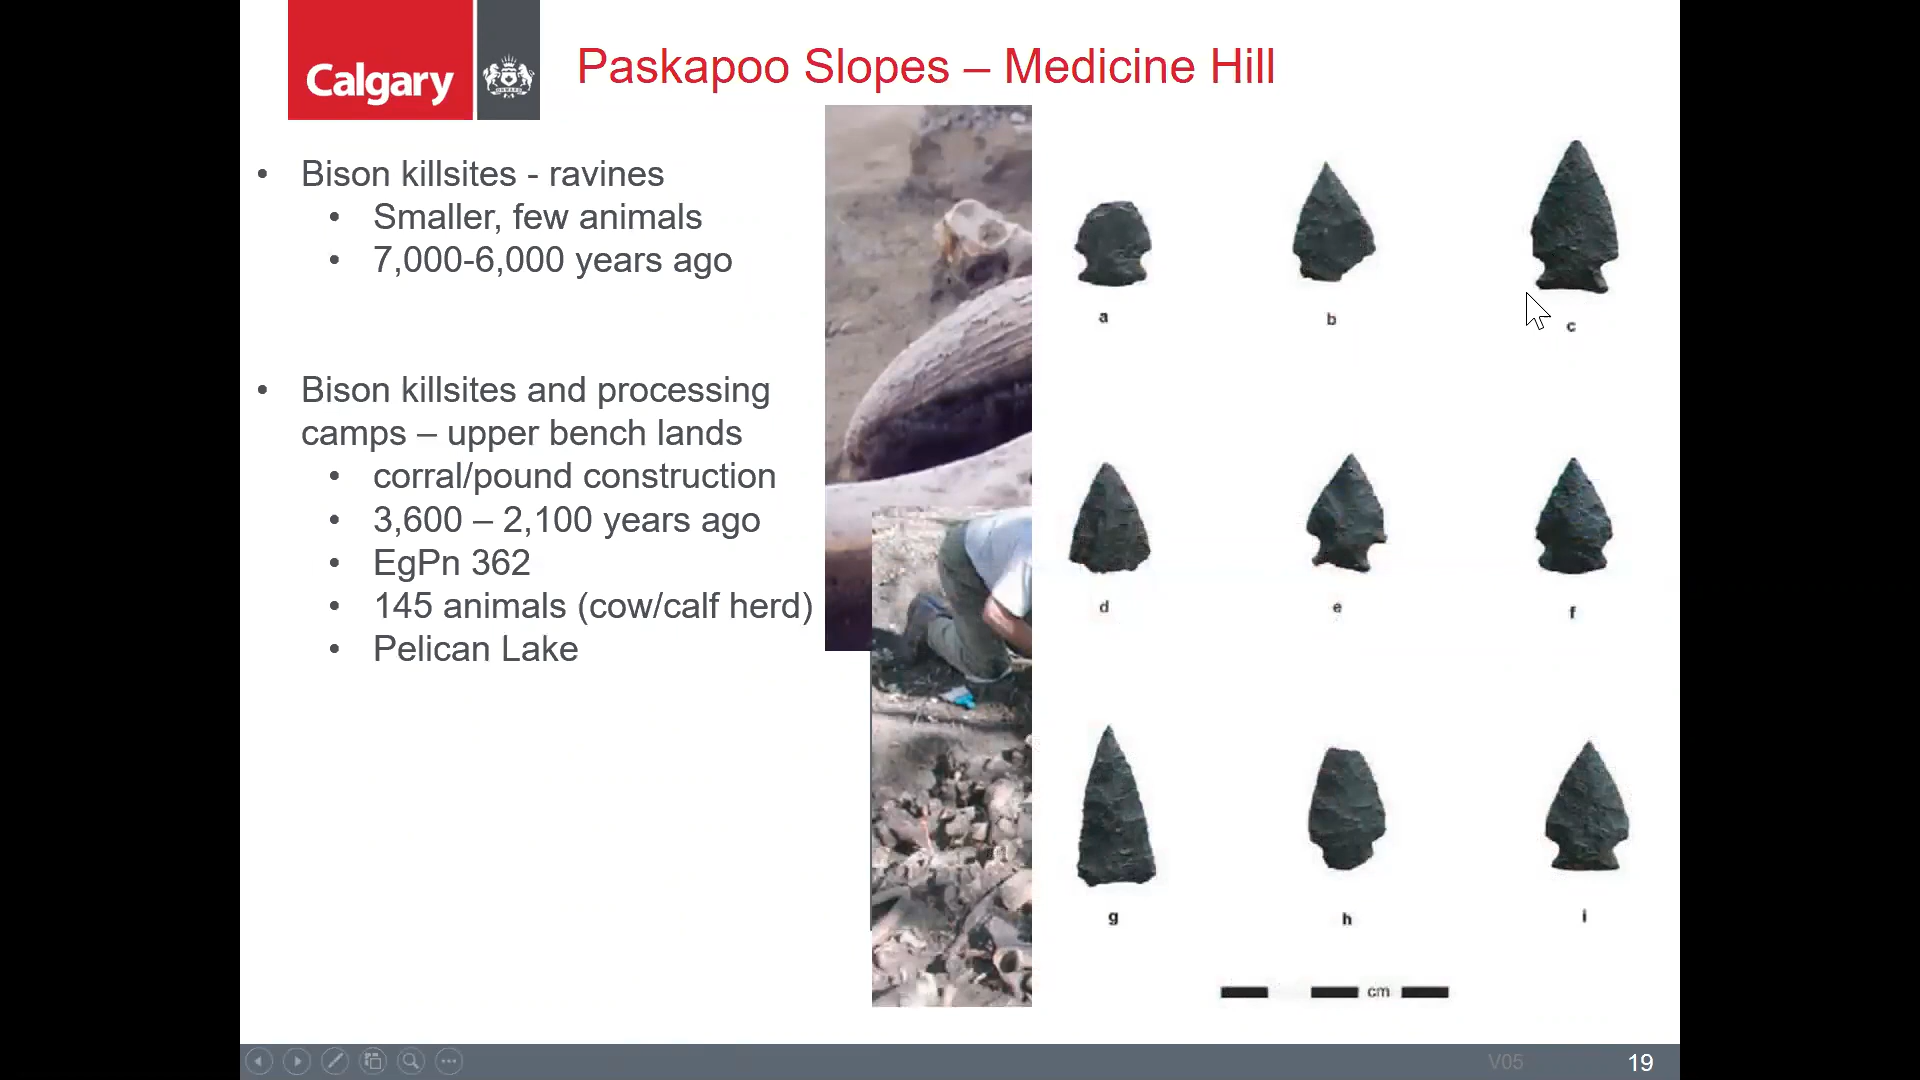 Calgary
Paskapoo Slopes – Medicine Hill
• Bison killsites - ravines
• Smaller, few animals
• 7,000-6,000 years ago
• Bison killsites and processing
camps – upper bench lands
• corral/pound construction
• 3,600 – 2,100 years ago
• EgPn 362
• 145 animals (cow/calf herd)
• Pelican Lake
a
b
c
d
e
f
g
h
i
cm
V05
19